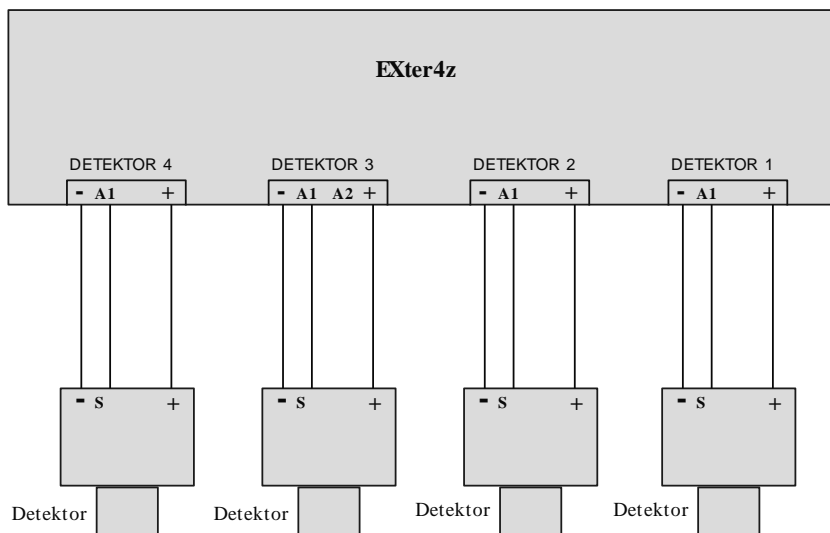 EXter4z
DETEKTOR 4 DETEKTOR 3 DETEKTOR 2 DETEKTOR 1
- A1 + - A1 A2 + - A1 + - A1 +
- S + - S + - S + - S +
Detektor Detektor Detektor Detektor